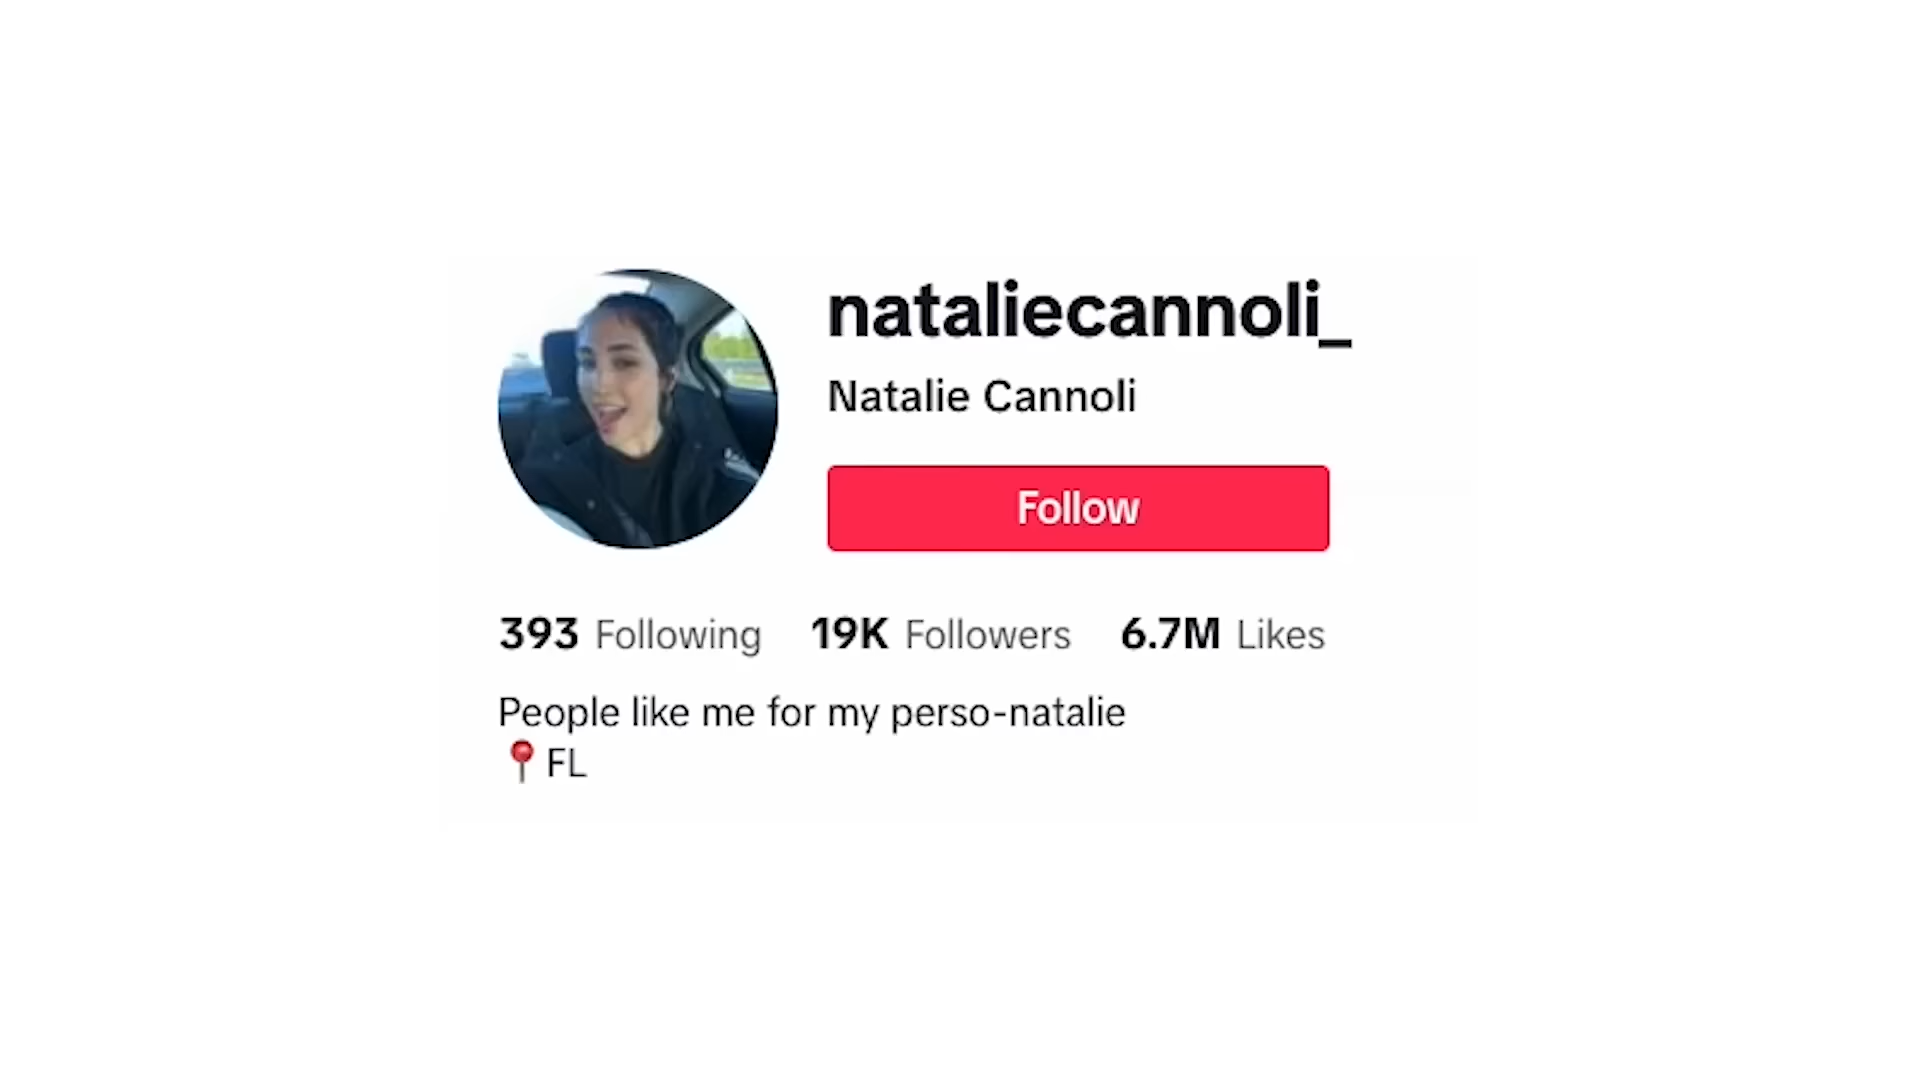 nataliecannoli_
Natalie Cannoli
Follow
393 Following 19K Followers 6.7M Likes
People like me for my perso-natalie
📍FL